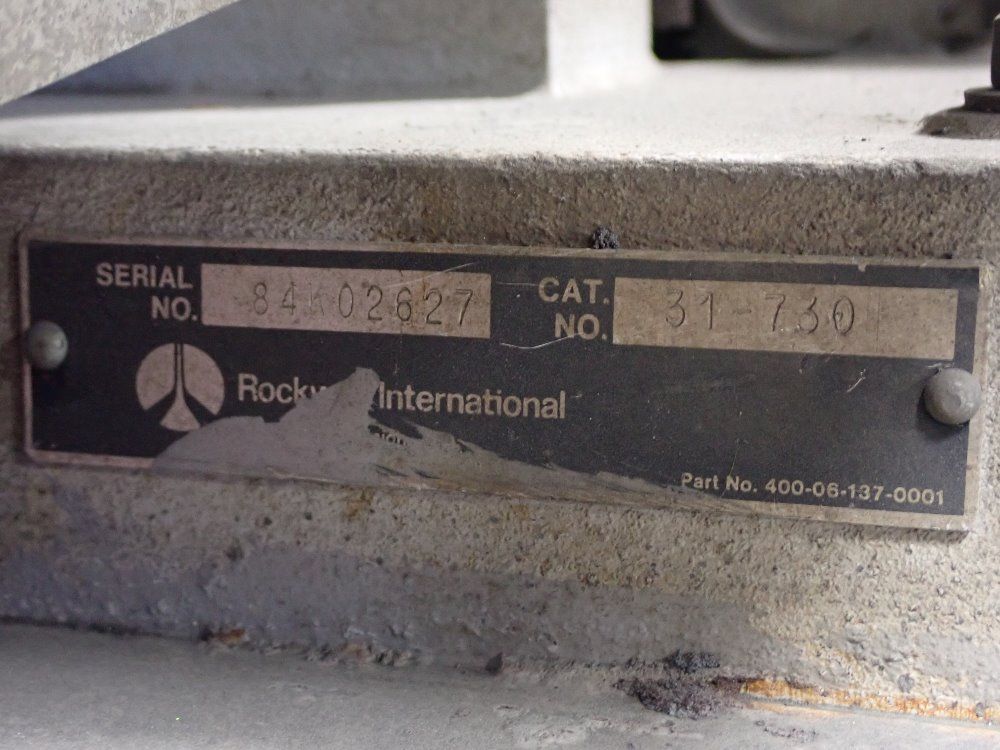 SERIAL NO. 84K02627
CAT. NO. 31-730
International
Part No. 400-06-137-0001